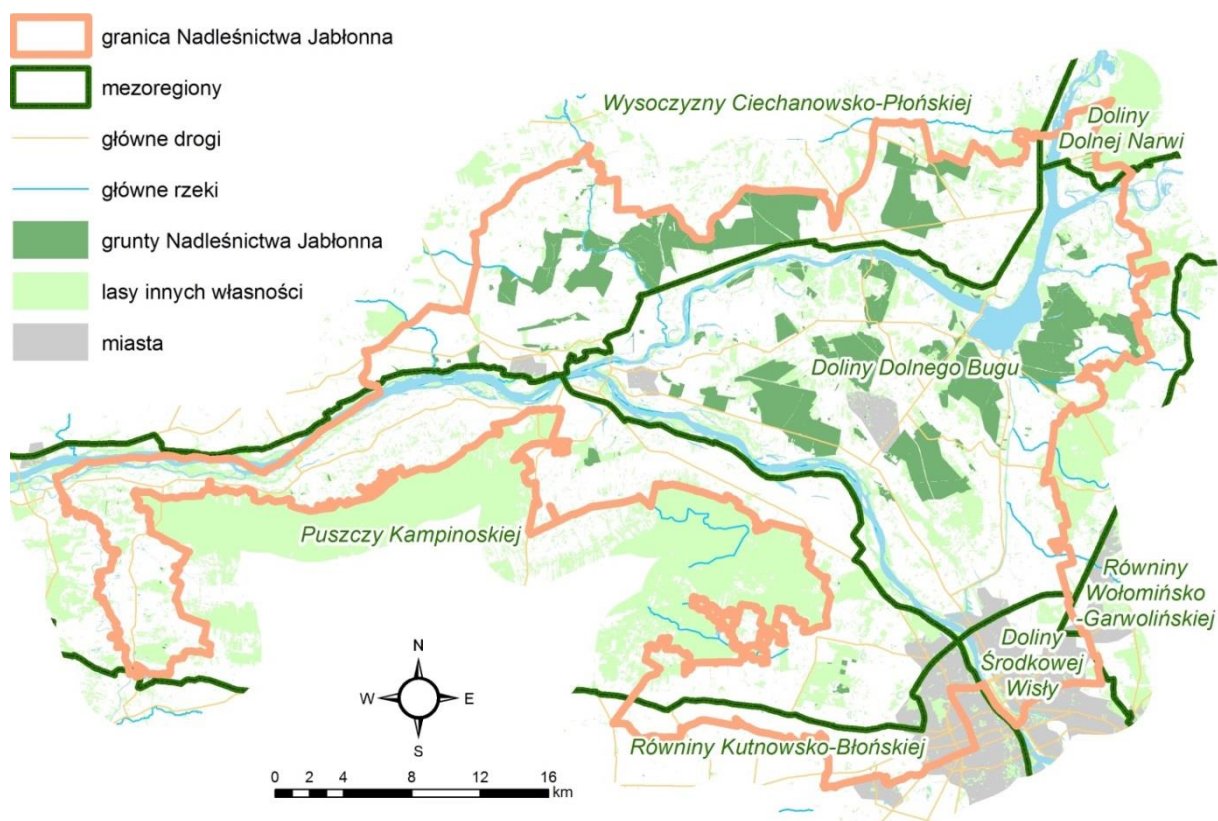 granica Nadleśnictwa Jabłonna
mezoregiony
główne drogi
główne rzeki
grunty Nadleśnictwa Jabłonna
lasy innych własności
miasta
Wysoczyzny Ciechanowsko-Płońskiej
Doliny
Dolnej Narwi
Doliny Dolnego Bugu
Puszczy Kampinoskiej
Równiny
Wołomińsko
-Garwolińskiej
Doliny
Środkowej
Wisły
Równiny Kutnowsko-Błońskiej
N
W
E
S
0 2 4 8 12 16
km